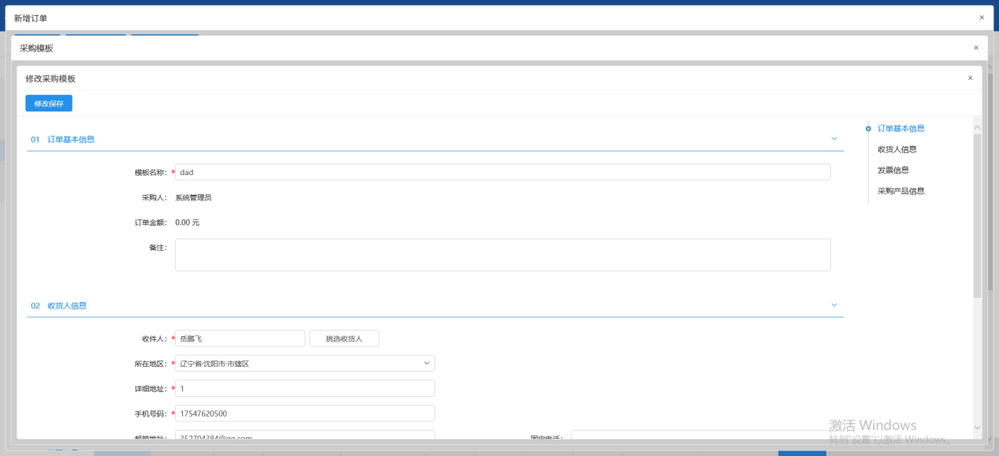 新增订单
采购模板
修改采购模板
修改保存
01 订单基本信息
模板名称: * dad
采购人: 系统管理员
订单金额: 0.00 元
备注:
02 收货人信息
收件人: * 岳鹏飞 挑选收货人
所在地区: * 辽宁省·沈阳市·市辖区
详细地址: * 1
手机号码: * 17547620500
邮箱地址: 352704384@qq.com 固定电话:
订单基本信息
收货人信息
发票信息
采购产品信息
激活 Windows
转到"设置"以激活 Windows。